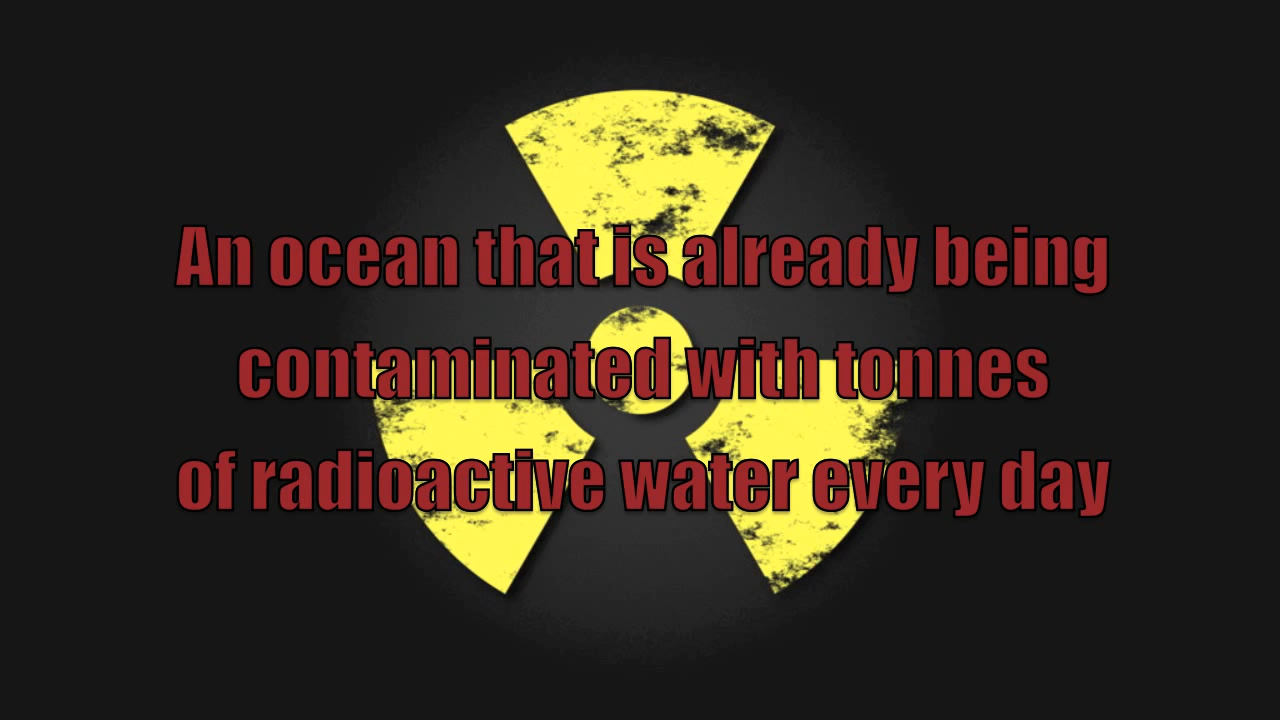 An ocean that is already being
contaminated with tonnes
of radioactive water every day